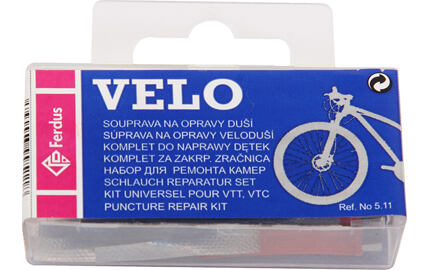 Ferdus
VELO
SOUPRAVA NA OPRAVY DUŠÍ
SÚPRAVA NA OPRAVY VELODUŠÍ
KOMPLET DO NAPRAWY DĘTEK
KOMPLET ZA ZAKRP. ZRAČNICA
НАБОР ДЛЯ РЕМОНТА КАМЕР
SCHLAUCH REPARATUR SET
KIT UNIVERSEL POUR VTT, VTC
PUNCTURE REPAIR KIT
Ref. No 5.11